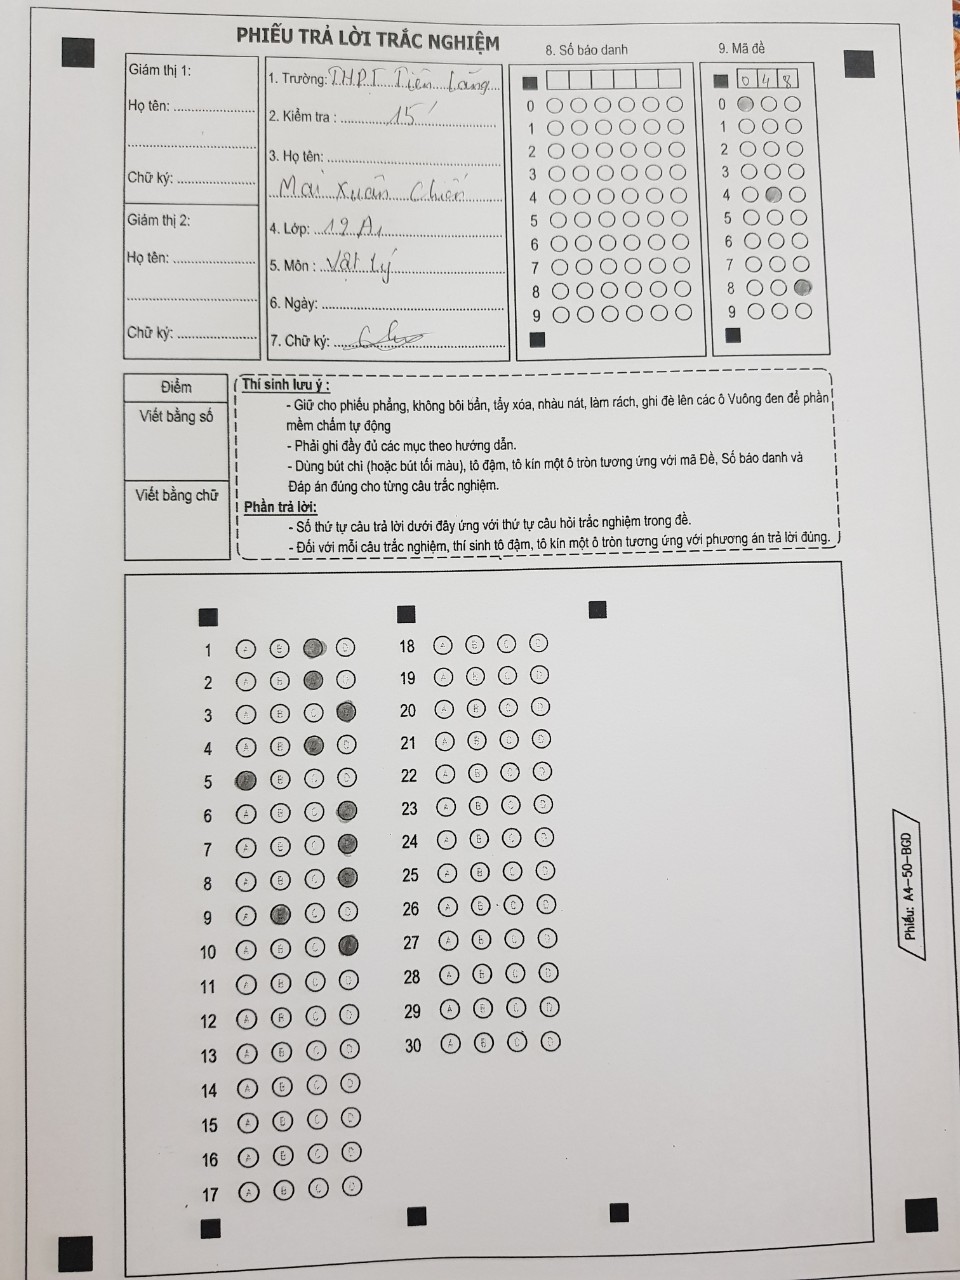 PHIẾU TRẢ LỜI TRẮC NGHIỆM
Giám thị 1:
Họ tên: ..............
Chữ ký: ..............
Giám thị 2:
Họ tên: ..............
Chữ ký: ..............
1. Trường: THPT Tiên Lãng
2. Kiểm tra : 15'
3. Họ tên: ..............
Mai Xuân Chiến
4. Lớp: 12 A1
5. Môn : Vật Lý
6. Ngày: ..............
7. Chữ ký:
8. Số báo danh
0
1
2
3
4
5
6
7
8
9
9. Mã đề
0 4 8
0
1
2
3
4
5
6
7
8
9
Điểm
Viết bằng số
Viết bằng chữ
Thí sinh lưu ý :
- Giữ cho phiếu phẳng, không bôi bẩn, tẩy xóa, nhàu nát, làm rách, ghi đè lên các ô Vuông đen để phần
mềm chấm tự động
- Phải ghi đầy đủ các mục theo hướng dẫn.
- Dùng bút chì (hoặc bút tối màu), tô đậm, tô kín một ô tròn tương ứng với mã Đề, Số báo danh và
Đáp án đúng cho từng câu trắc nghiệm.
Phần trả lời:
- Số thứ tự câu trả lời dưới đây ứng với thứ tự câu hỏi trắc nghiệm trong đề.
- Đối với mỗi câu trắc nghiệm, thí sinh tô đậm, tô kín một ô tròn tương ứng với phương án trả lời đúng.
1 A B D
2 A B D
3 A B C
4 A B D
5 B C D
6 A B C
7 A B C
8 A B C
9 A C D
10 A B C
11 A B C D
12 A B C D
13 A B C D
14 A B C D
15 A B C D
16 A B C D
17 A B C D
18 A B C D
19 A B C D
20 A B C D
21 A B C D
22 A B C D
23 A B C D
24 A B C D
25 A B C D
26 A B C D
27 A B C D
28 A B C D
29 A B C D
30 A B C D
Phiếu: A4-50-BGD